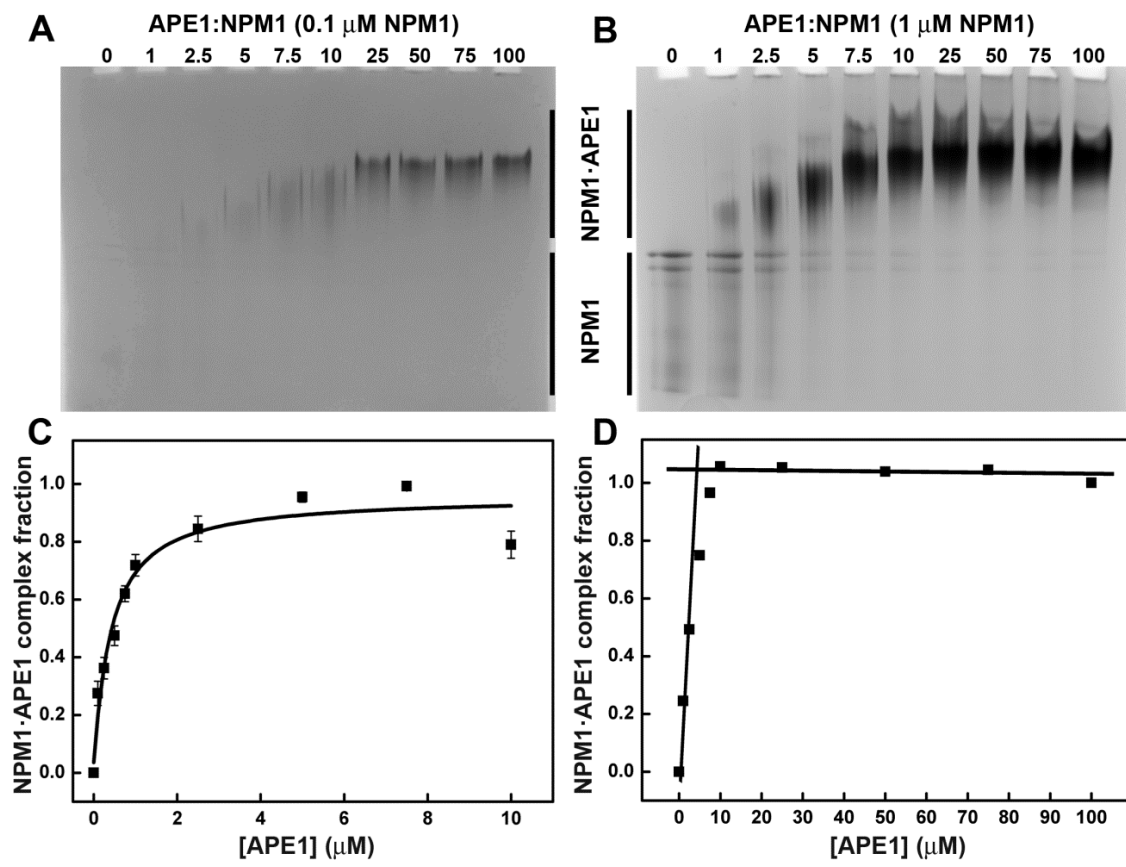 A
APE1:NPM1 (0.1 μM NPM1)
0 1 2.5 5 7.5 10 25 50 75 100
B
APE1:NPM1 (1 μM NPM1)
0 1 2.5 5 7.5 10 25 50 75 100
NPM1·APE1
NPM1
C
NPM1·APE1 complex fraction
1.0
0.8
0.6
0.4
0.2
0.0
0 2 4 6 8 10
[APE1] (μM)
D
NPM1·APE1 complex fraction
1.0
0.8
0.6
0.4
0.2
0.0
0 10 20 30 40 50 60 70 80 90 100
[APE1] (μM)